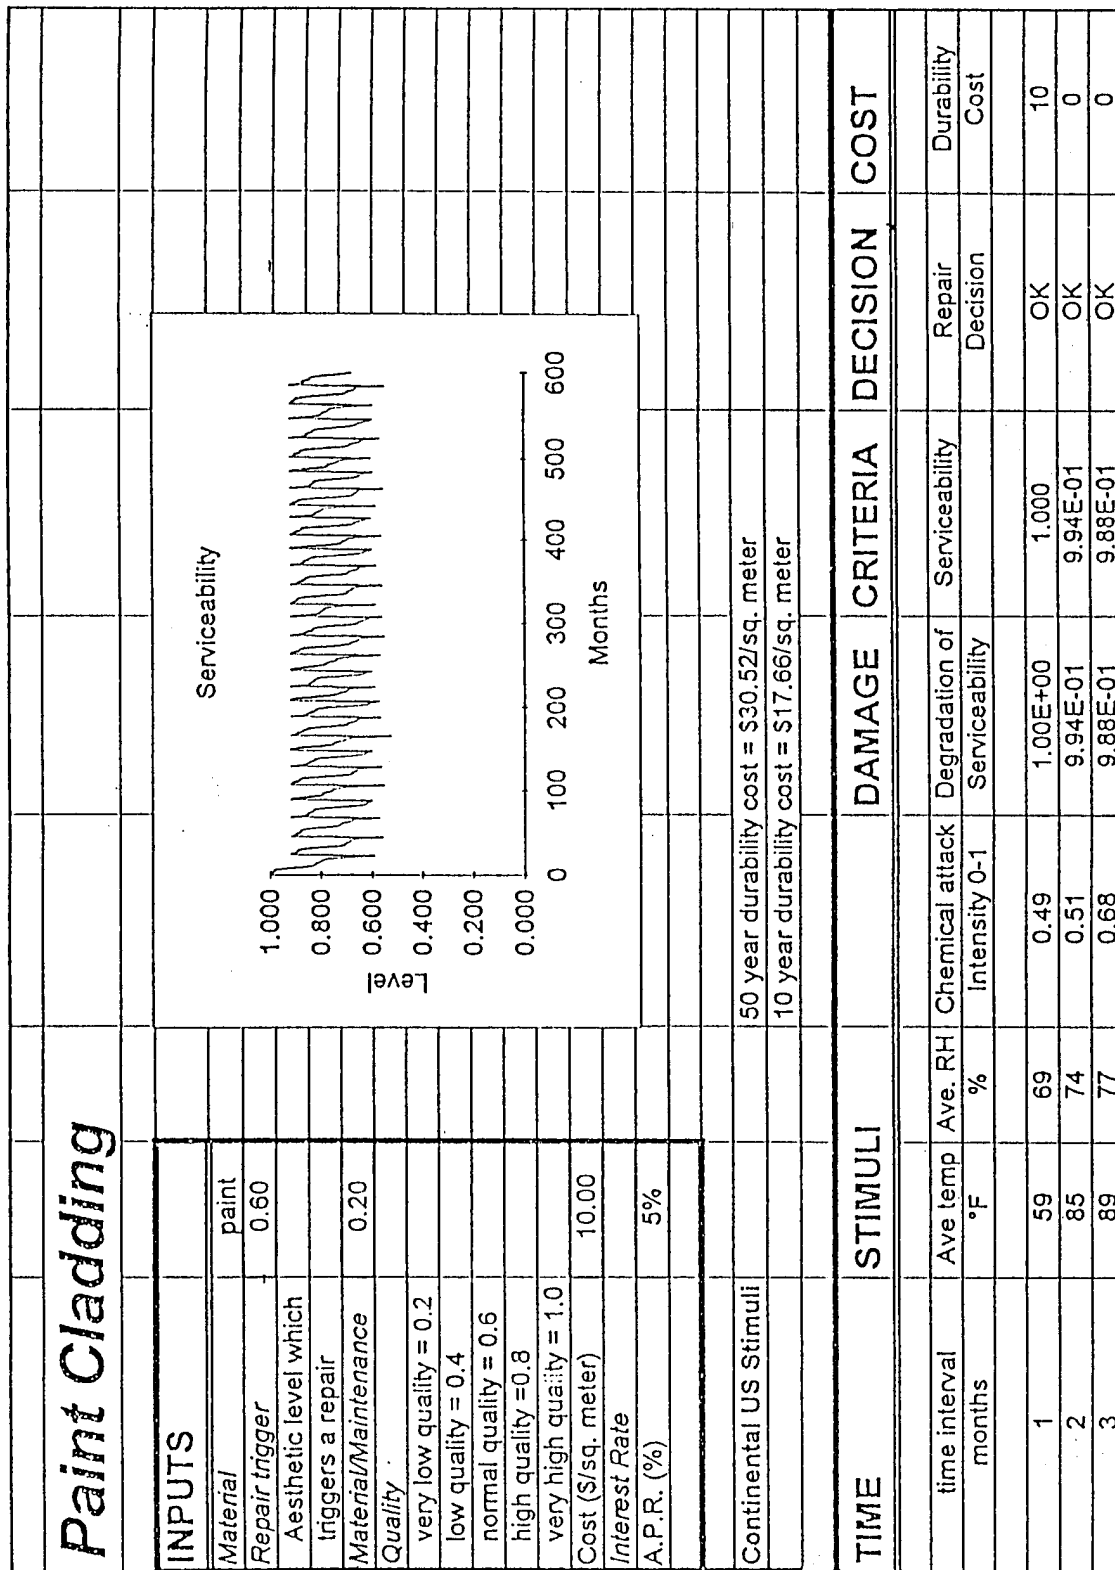 Paint Cladding
INPUTS
Material paint
Repair trigger 0.60
Aesthetic level which
triggers a repair
Material/Maintenance 0.20
Quality
very low quality = 0.2
low quality = 0.4
normal quality = 0.6
high quality =0.8
very high quality = 1.0
Cost ($/sq. meter) 10.00
Interest Rate
A.P.R. (%) 5%
Serviceability
Level
1.000
0.800
0.600
0.400
0.200
0.000
0 100 200 300 400 500 600
Months
Continental US Stimuli
50 year durability cost = $30.52/sq. meter
10 year durability cost = $17.66/sq. meter
TIME STIMULI DAMAGE CRITERIA DECISION COST
time interval Ave temp Ave. RH Chemical attack Degradation of Serviceability Repair Durability
months °F % Intensity 0-1 Serviceability Decision Cost
1 59 69 0.49 1.00E+00 1.000 OK 10
2 85 74 0.51 9.94E-01 9.94E-01 OK 0
3 89 77 0.68 9.88E-01 9.88E-01 OK 0